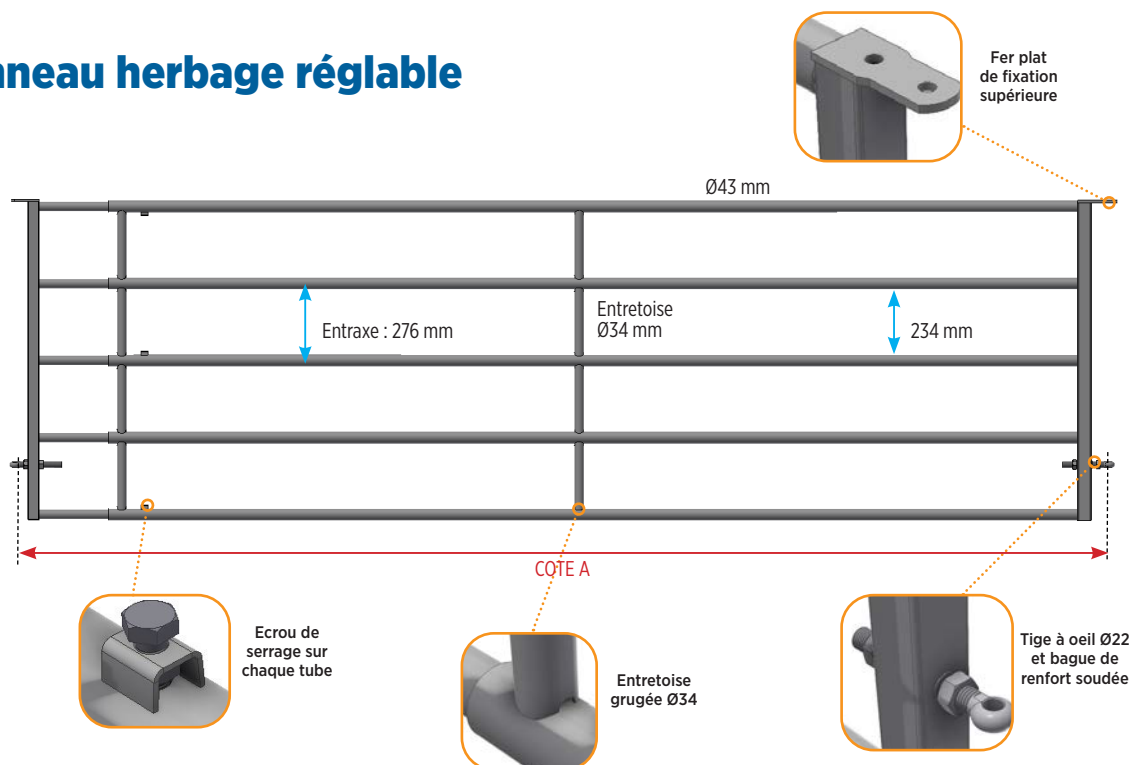 nneau herbage réglable
Fer plat
de fixation
supérieure
Ø43 mm
Entraxe : 276 mm
Entretoise
Ø34 mm
234 mm
COTE A
Ecrou de
serrage sur
chaque tube
Entretoise
grugée Ø34
Tige à oeil Ø22
et bague de
renfort soudée